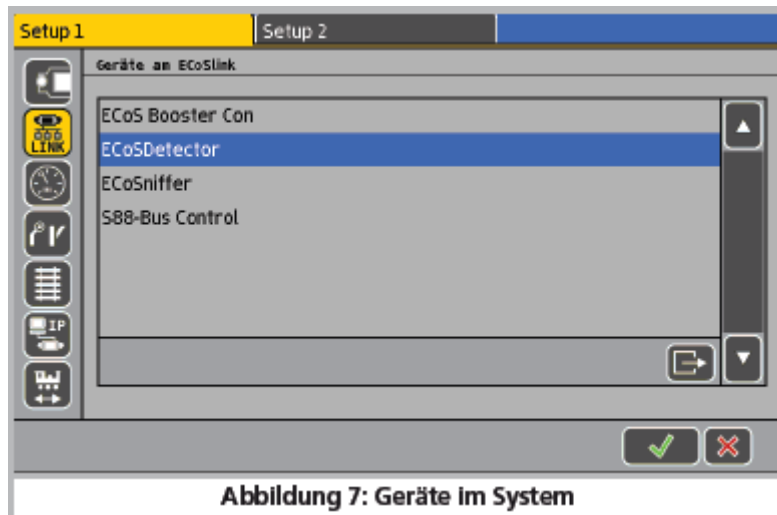 Setup 1
Setup 2
Geräte am ECoSlink
ECoS Booster Con
ECoSDetector
ECoSniffer
S88-Bus Control
LINK
IP
Abbildung 7: Geräte im System